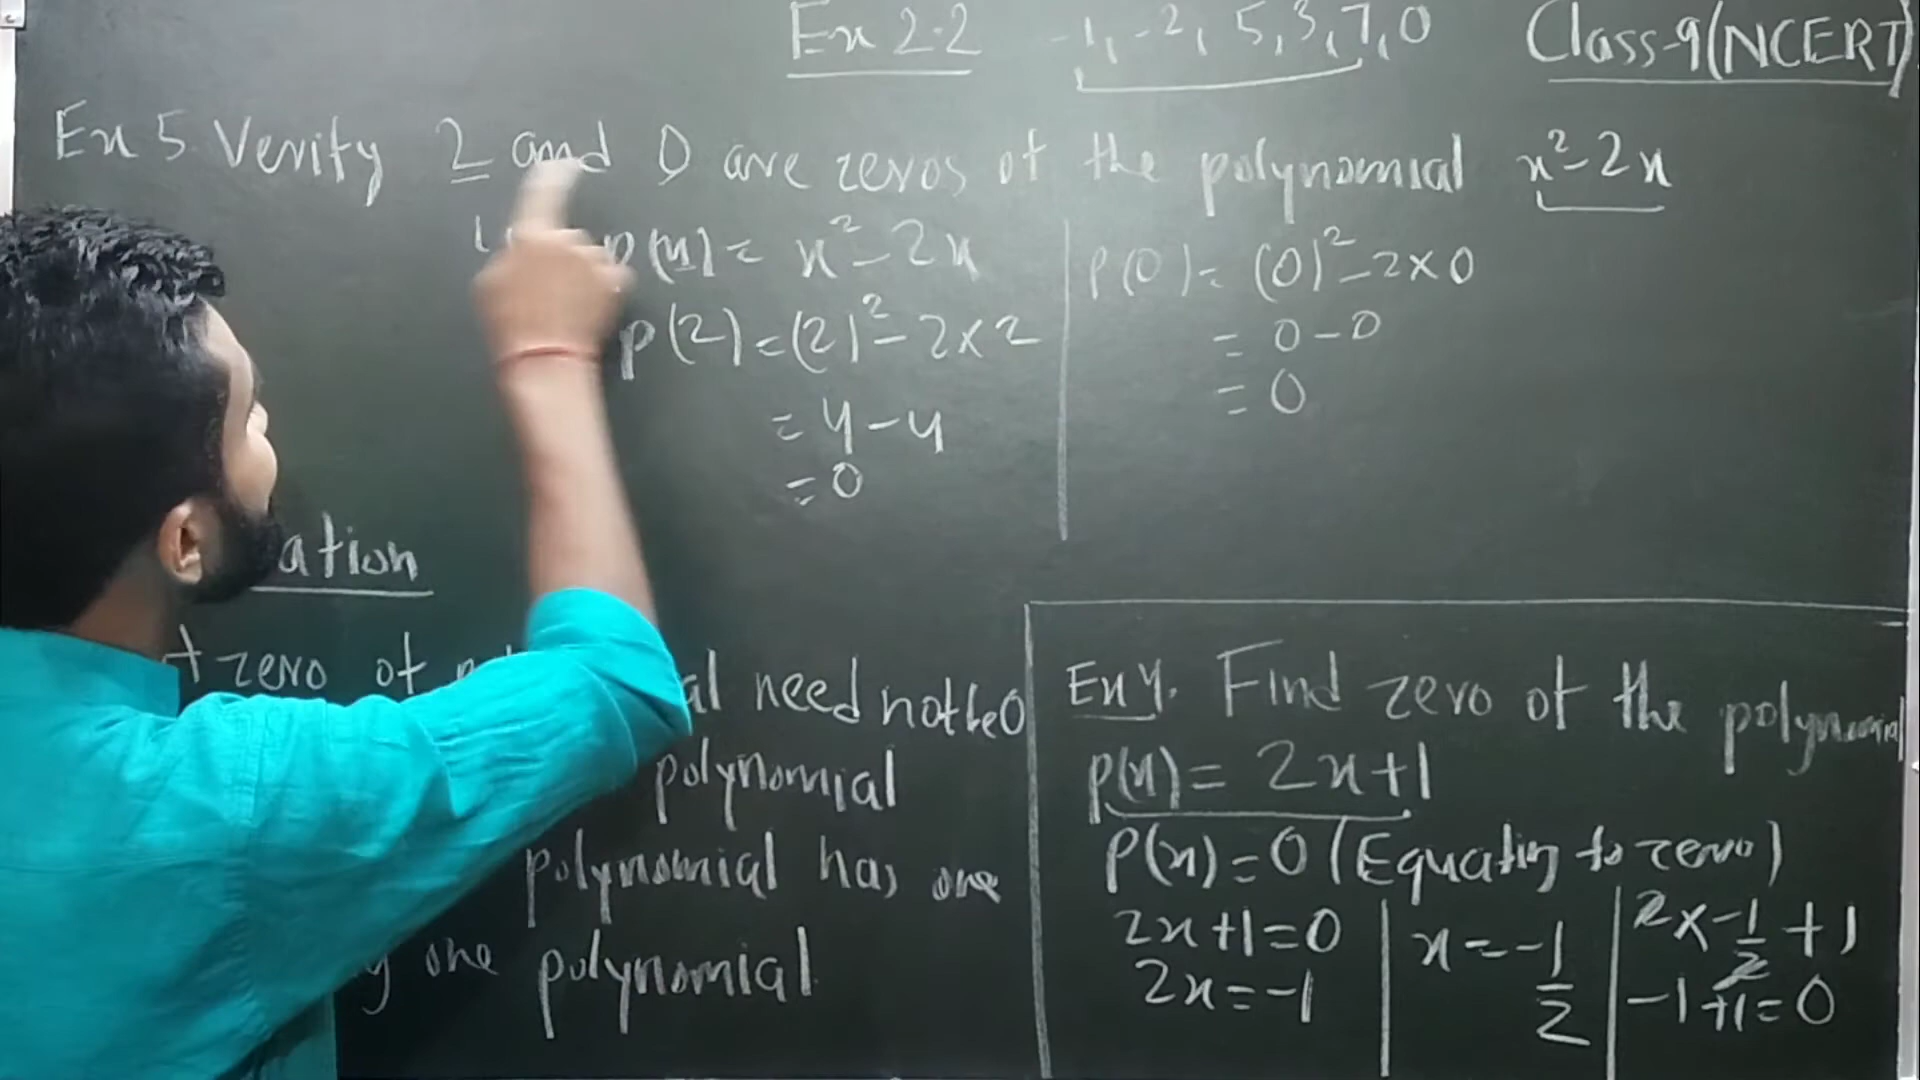 Ex 2.2
-1, -2, 5, 3, 7, 0
Class-9(NCERT)
Ex 5 Verity 2 and 0 are zeros of the polynomial x²-2x
p(x) = x²-2x
p(2) = (2)²-2×2
= 4-4
= 0
p(0) = (0)²-2×0
= 0-0
= 0
ation
A zero of al need not be 0
polynomial
polynomial has one
one polynomial
Ex 4. Find zero of the polynomial
p(x) = 2x+1
p(x) = 0 (Equating to zero)
2x+1=0
2x=-1
x = -1/2
2×-1/2+1
-1+1=0